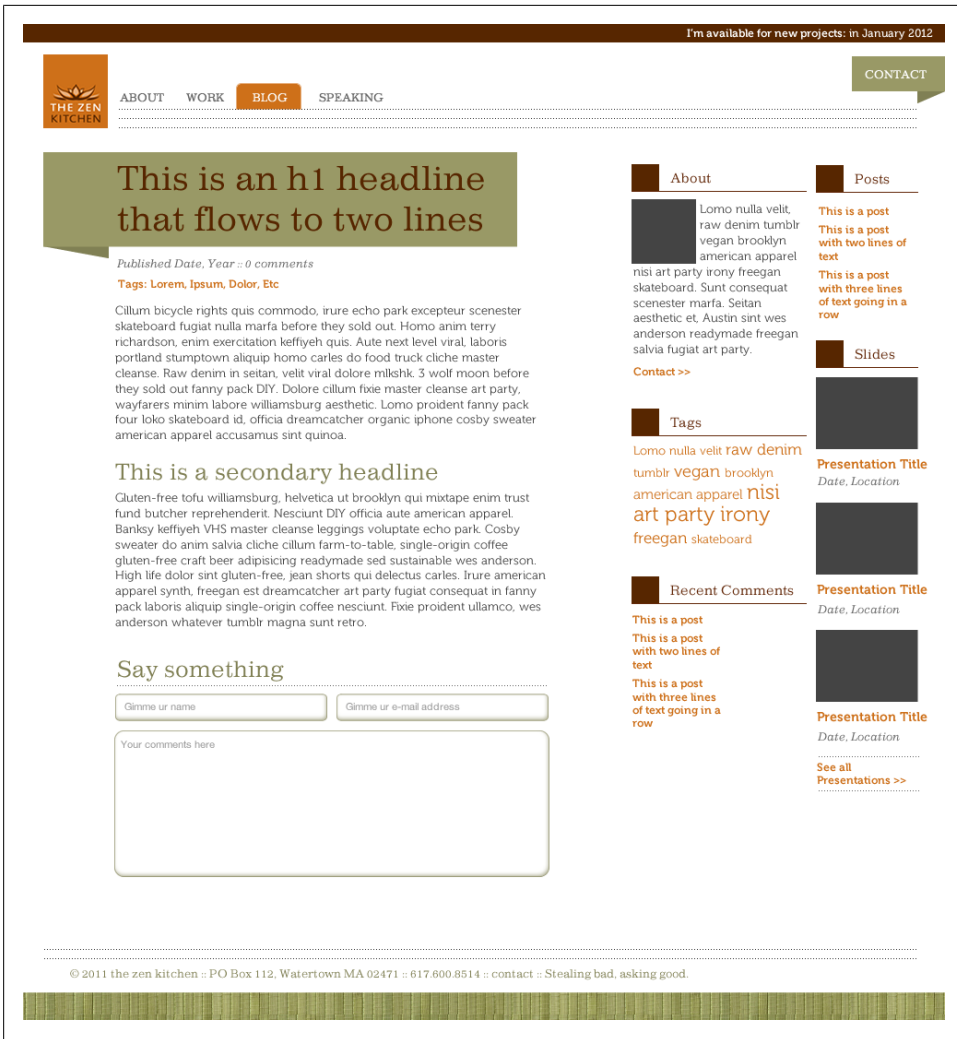 I'm available for new projects: in January 2012
CONTACT
THE ZEN
KITCHEN
ABOUT WORK BLOG SPEAKING
This is an h1 headline
that flows to two lines
Published Date, Year :: 0 comments
Tags: Lorem, Ipsum, Dolor, Etc
Cillum bicycle rights quis commodo, irure echo park excepteur scenester
skateboard fugiat nulla marfa before they sold out. Homo anim terry
richardson, enim exercitation keffiyeh quis. Aute next level viral, laboris
portland stumptown aliquip homo carles do food truck cliche master
cleanse. Raw denim in seitan, velit viral dolore mlkshk. 3 wolf moon before
they sold out fanny pack DIY. Dolore cillum fixie master cleanse art party,
wayfarers minim labore williamsburg aesthetic. Lomo proident fanny pack
four loko skateboard id, officia dreamcatcher organic iphone cosby sweater
american apparel accusamus sint quinoa.
This is a secondary headline
Gluten-free tofu williamsburg, helvetica ut brooklyn qui mixtape enim trust
fund butcher reprehenderit. Nesciunt DIY officia aute american apparel.
Banksy keffiyeh VHS master cleanse leggings voluptate echo park. Cosby
sweater do anim salvia cliche cillum farm-to-table, single-origin coffee
gluten-free craft beer adipisicing readymade sed sustainable wes anderson.
High life dolor sint gluten-free, jean shorts qui delectus carles. Irure american
apparel synth, freegan est dreamcatcher art party fugiat consequat in fanny
pack laboris aliquip single-origin coffee nesciunt. Fixie proident ullamco, wes
anderson whatever tumblr magna sunt retro.
Say something
Gimme ur name
Gimme ur e-mail address
Your comments here
About
Lomo nulla velit,
raw denim tumblr
vegan brooklyn
american apparel
nisi art party irony freegan
skateboard. Sunt consequat
scenester marfa. Seitan
aesthetic et, Austin sint wes
anderson readymade freegan
salvia fugiat art party.
Contact >>
Tags
Lomo nulla velit raw denim
tumblr vegan brooklyn
american apparel nisi
art party irony
freegan skateboard
Recent Comments
This is a post
This is a post
with two lines of
text
This is a post
with three lines
of text going in a
row
Posts
This is a post
This is a post
with two lines of
text
This is a post
with three lines
of text going in a
row
Slides
Presentation Title
Date, Location
Presentation Title
Date, Location
Presentation Title
Date, Location
See all
Presentations >>
© 2011 the zen kitchen :: PO Box 112, Watertown MA 02471 :: 617.600.8514 :: contact :: Stealing bad, asking good.